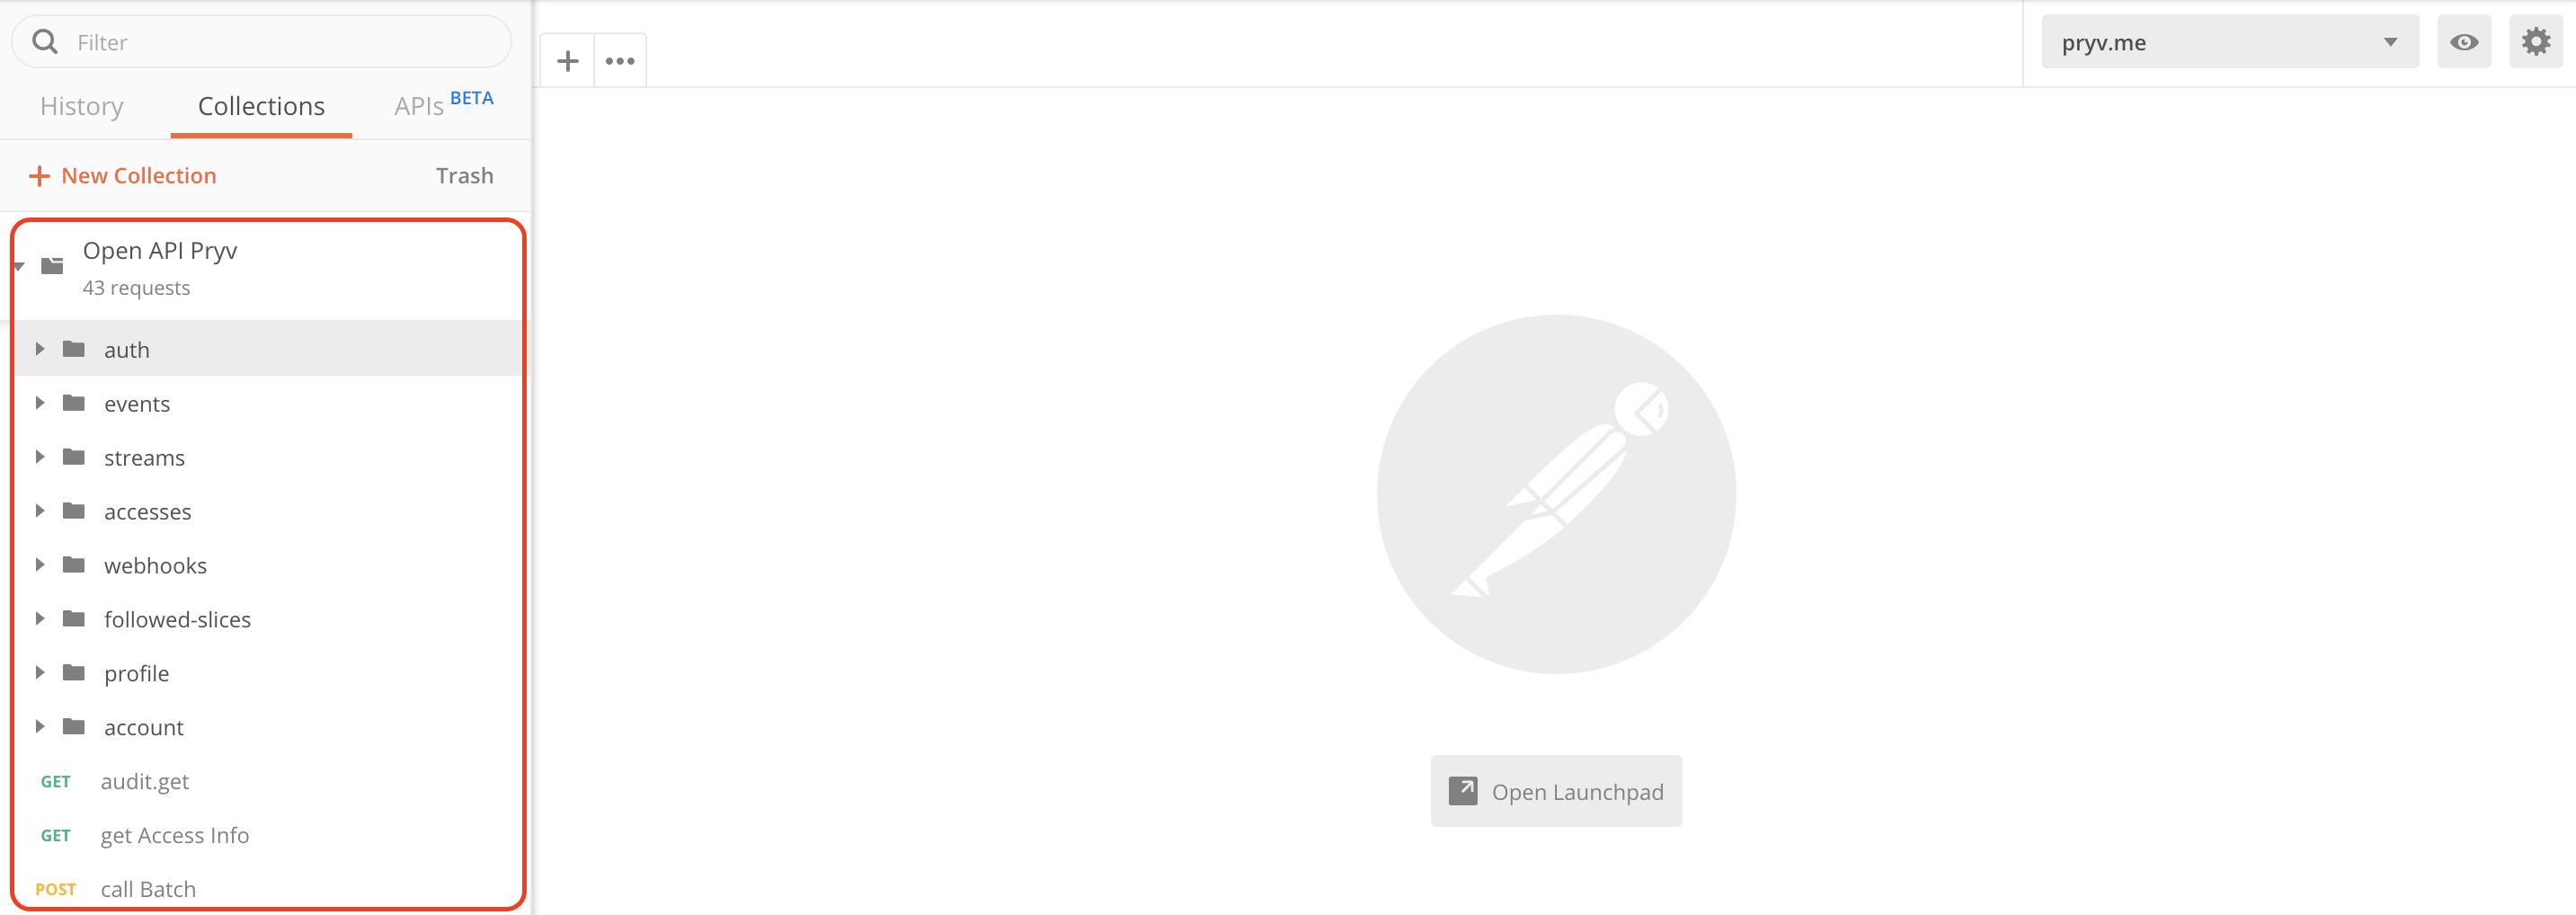 Filter
pryv.me
History
Collections
APIs BETA
New Collection
Trash
Open API Pryv
43 requests
auth
events
streams
accesses
webhooks
followed-slices
profile
account
GET audit.get
GET get Access Info
POST call Batch
Open Launchpad